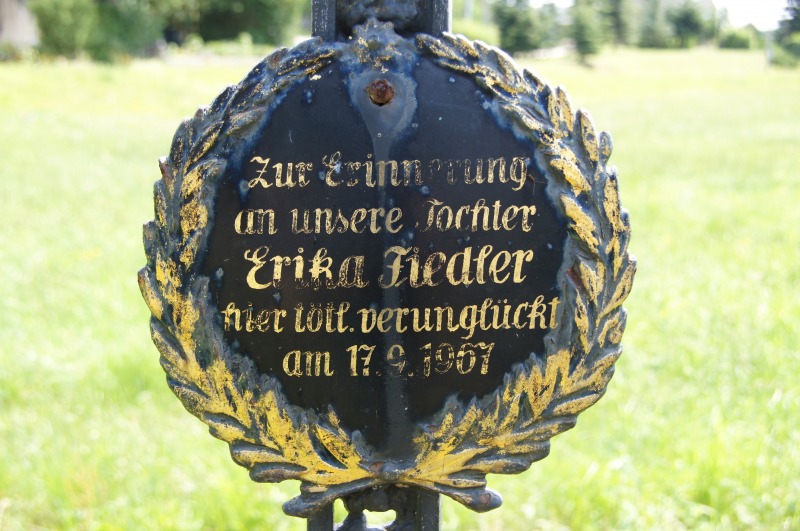 Zur Erinnerung
an unsere Tochter
Erika Fiedler
hier tötl. verunglückt
am 17.9.1967